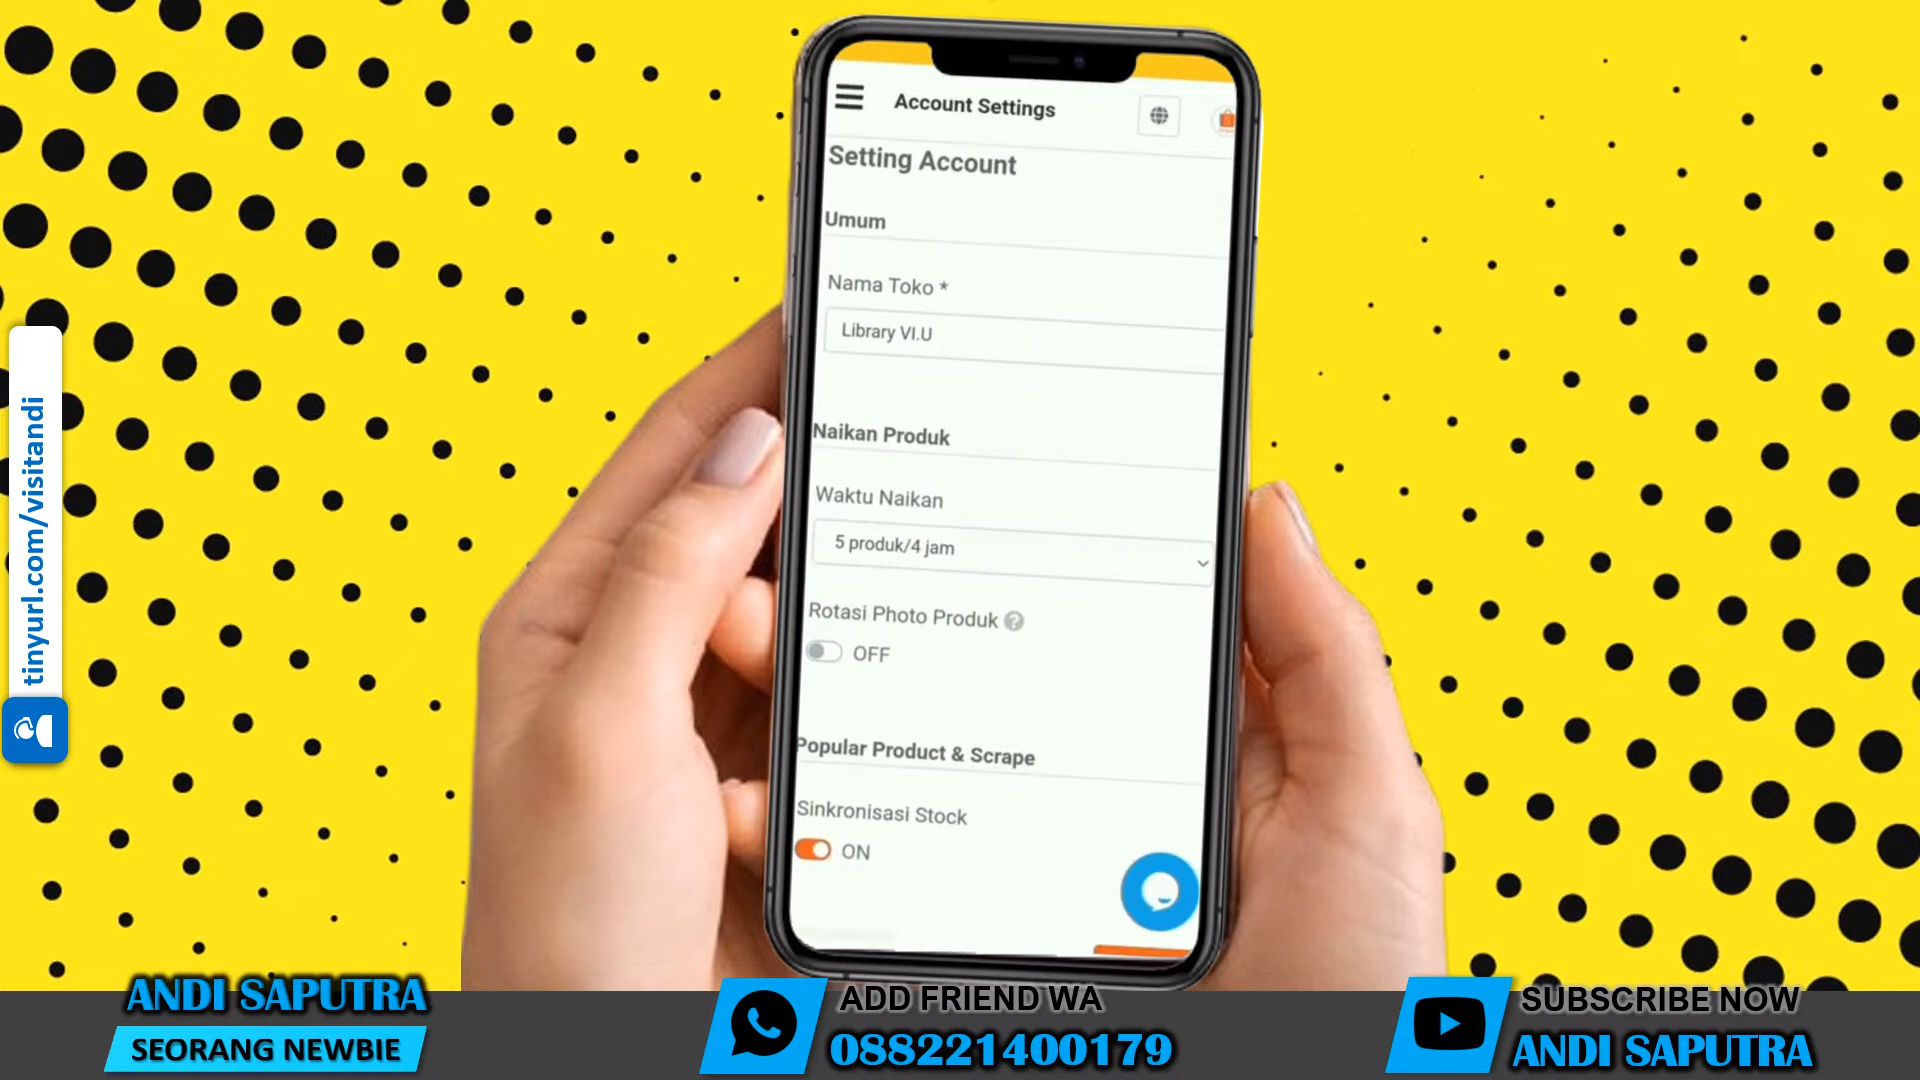 Account Settings
Setting Account
Umum
Nama Toko *
Library VI.U
Naikan Produk
Waktu Naikan
5 produk/4 jam
Rotasi Photo Produk ?
OFF
Popular Product & Scrape
Sinkronisasi Stock
ON
tinyurl.com/visitandi
ANDI SAPUTRA
SEORANG NEWBIE
ADD FRIEND WA
088221400179
SUBSCRIBE NOW
ANDI SAPUTRA